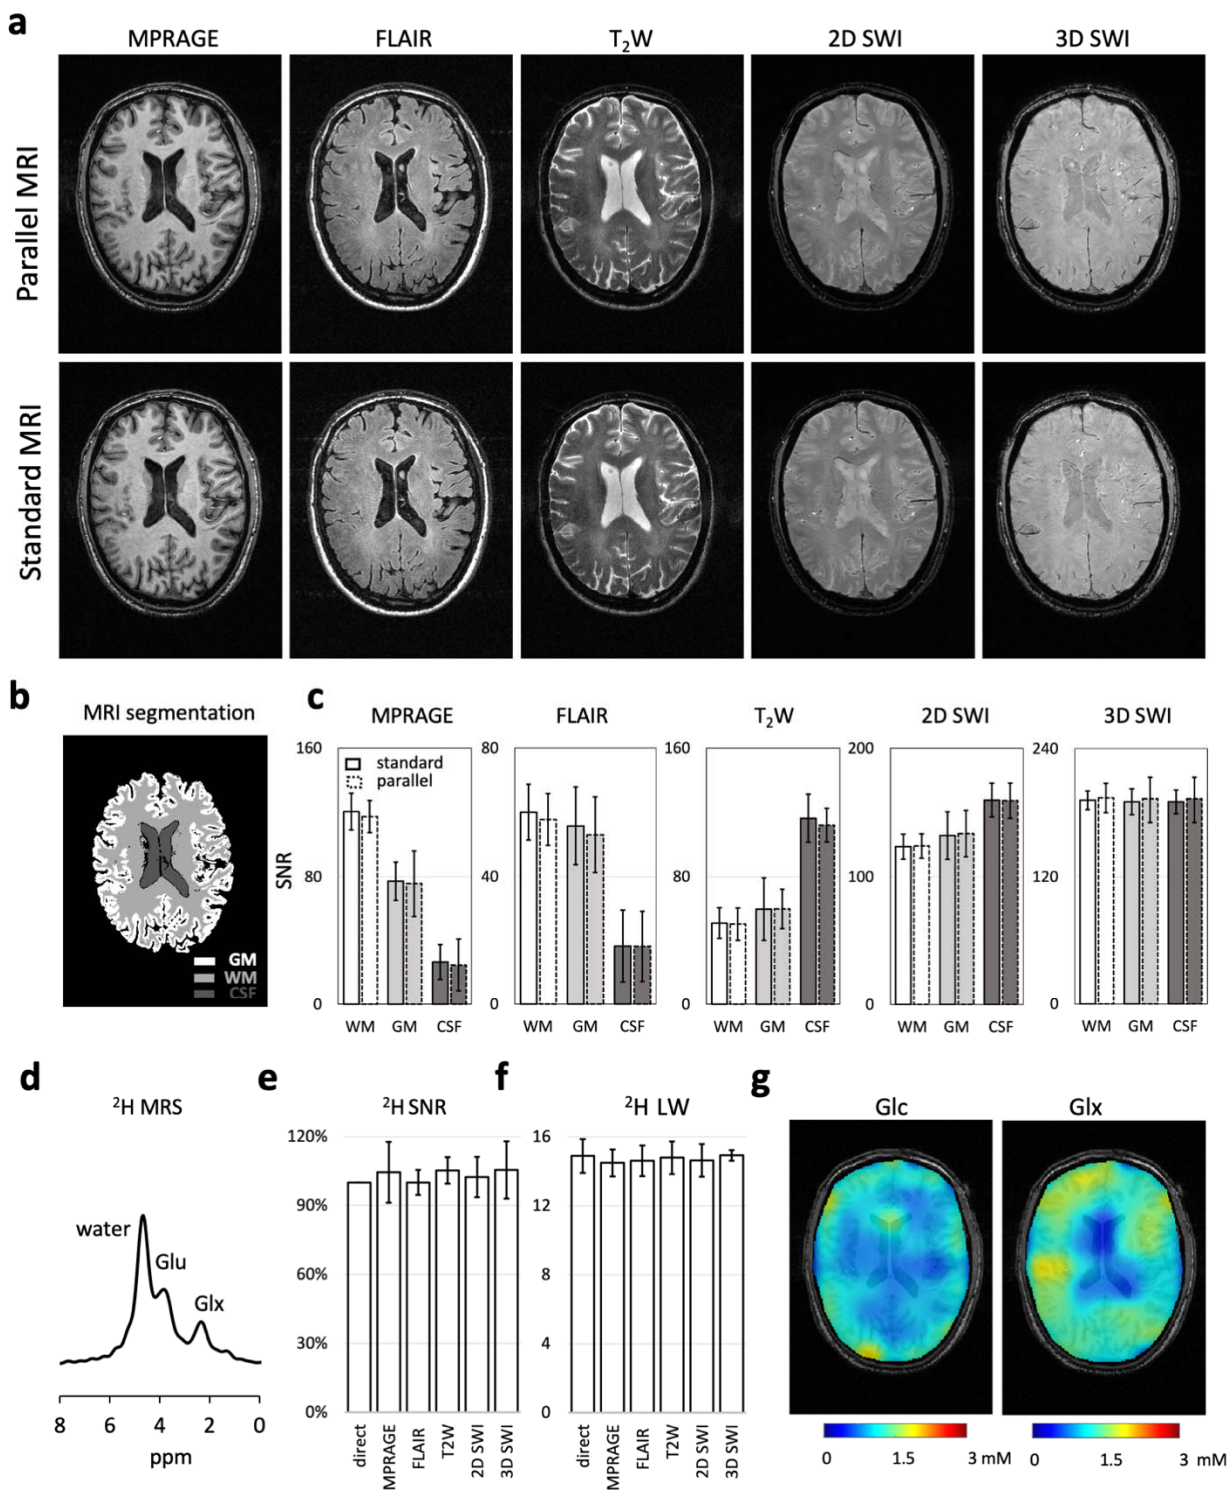 a
MPRAGE FLAIR T₂W 2D SWI 3D SWI
Parallel MRI
Standard MRI
b
MRI segmentation
GM
WM
CSF
c
MPRAGE FLAIR T₂W 2D SWI 3D SWI
SNR
160 80 160 200 240
standard
parallel
80 40 80 100 120
0 0 0 0 0
WM GM CSF WM GM CSF WM GM CSF WM GM CSF WM GM CSF
d
²H MRS
water
Glu
Glx
8 6 4 2 0
ppm
e
²H SNR
120%
90%
60%
30%
0%
direct MPRAGE FLAIR T2W 2D SWI 3D SWI
f
²H LW
16
12
8
4
0
direct MPRAGE FLAIR T2W 2D SWI 3D SWI
g
Glc Glx
0 1.5 3 mM 0 1.5 3 mM